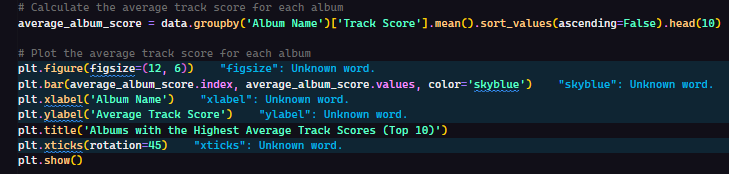 # Calculate the average track score for each album
average_album_score = data.groupby('Album Name')['Track Score'].mean().sort_values(ascending=False).head(10)
# Plot the average track score for each album
plt.figure(figsize=(12, 6))    "figsize": Unknown word.
plt.bar(average_album_score.index, average_album_score.values, color='skyblue')    "skyblue": Unknown word.
plt.xlabel('Album Name')    "xlabel": Unknown word.
plt.ylabel('Average Track Score')    "ylabel": Unknown word.
plt.title('Albums with the Highest Average Track Scores (Top 10)')
plt.xticks(rotation=45)    "xticks": Unknown word.
plt.show()